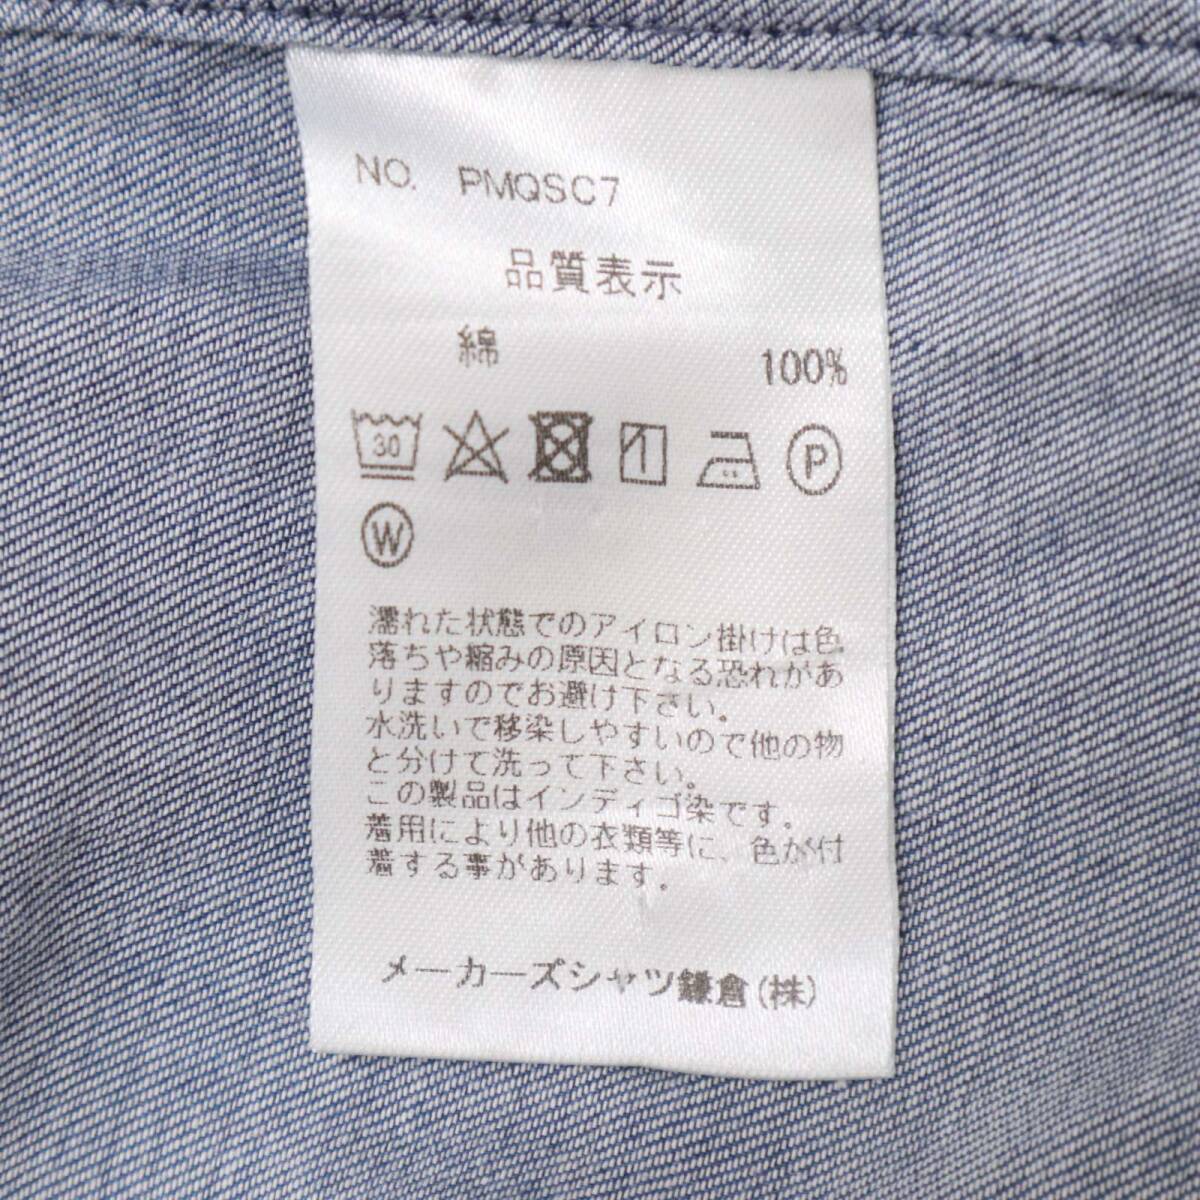 NO. PMQSC7
品質表示
綿 100%
30 P
W
濡れた状態でのアイロン掛けは色
落ちや縮みの原因となる恐れがあ
りますのでお避け下さい。
水洗いで移染しやすいので他の物
と分けて洗って下さい。
この製品はインディゴ染です。
着用により他の衣類等に、色が付
着する事があります。
メーカーズシャツ鎌倉(株)